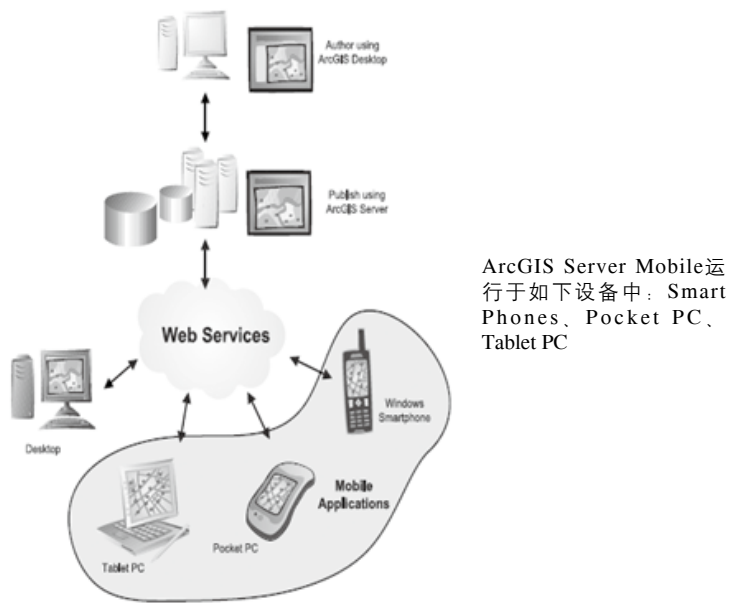 Author using
ArcGIS Desktop
Publish using
ArcGIS Server
ArcGIS Server Mobile运
行于如下设备中：Smart
Phones、Pocket PC、
Tablet PC
Web Services
Windows
Smartphone
Desktop
Mobile
Applications
Pocket PC
Tablet PC